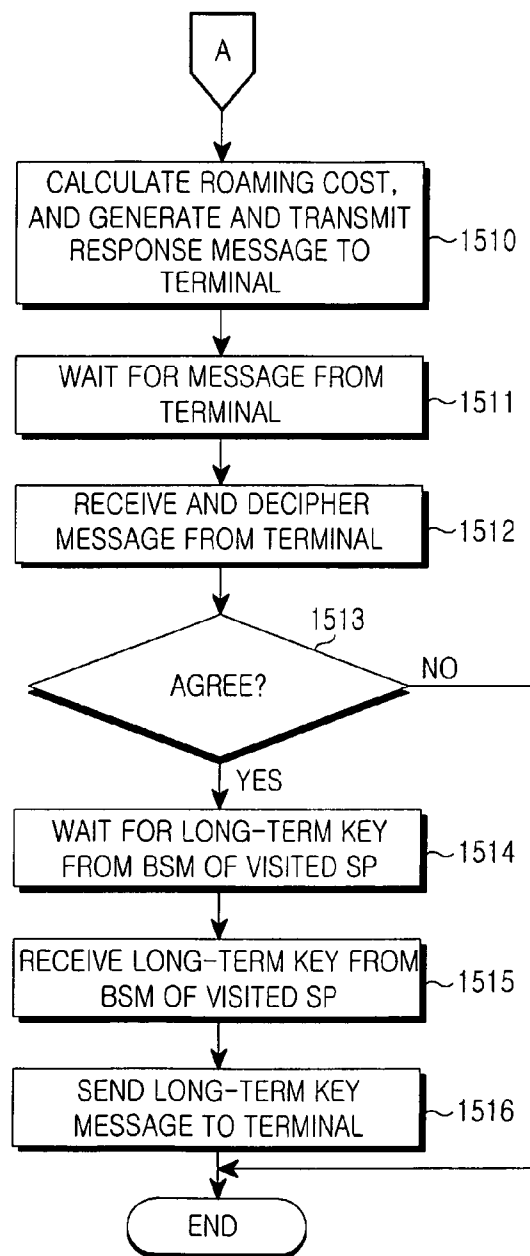 A
CALCULATE ROAMING COST,
AND GENERATE AND TRANSMIT
RESPONSE MESSAGE TO
TERMINAL
1510
WAIT FOR MESSAGE FROM
TERMINAL
1511
RECEIVE AND DECIPHER
MESSAGE FROM TERMINAL
1512
1513
AGREE?
NO
YES
WAIT FOR LONG-TERM KEY
FROM BSM OF VISITED SP
1514
RECEIVE LONG-TERM KEY FROM
BSM OF VISITED SP
1515
SEND LONG-TERM KEY
MESSAGE TO TERMINAL
1516
END